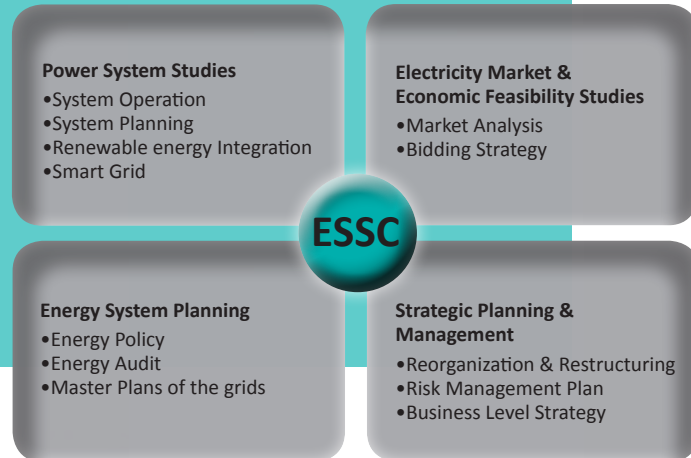 Power System Studies
•System Operation
•System Planning
•Renewable energy Integration
•Smart Grid
Electricity Market &
Economic Feasibility Studies
•Market Analysis
•Bidding Strategy
ESSC
Energy System Planning
•Energy Policy
•Energy Audit
•Master Plans of the grids
Strategic Planning &
Management
•Reorganization & Restructuring
•Risk Management Plan
•Business Level Strategy